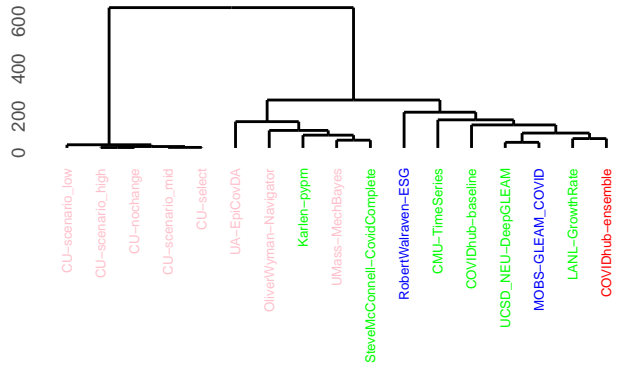 600
400
200
0
CU-scenario_low
CU-scenario_high
CU-nochange
CU-scenario_mid
CU-select
UA-EpiCovDA
OliverWyman-Navigator
Karlen-pypm
UMass-MechBayes
SteveMcConnell-CovidComplete
RobertWalraven-ESG
CMU-TimeSeries
COVIDhub-baseline
UCSD_NEU-DeepGLEAM
MOBS-GLEAM_COVID
LANL-GrowthRate
COVIDhub-ensemble